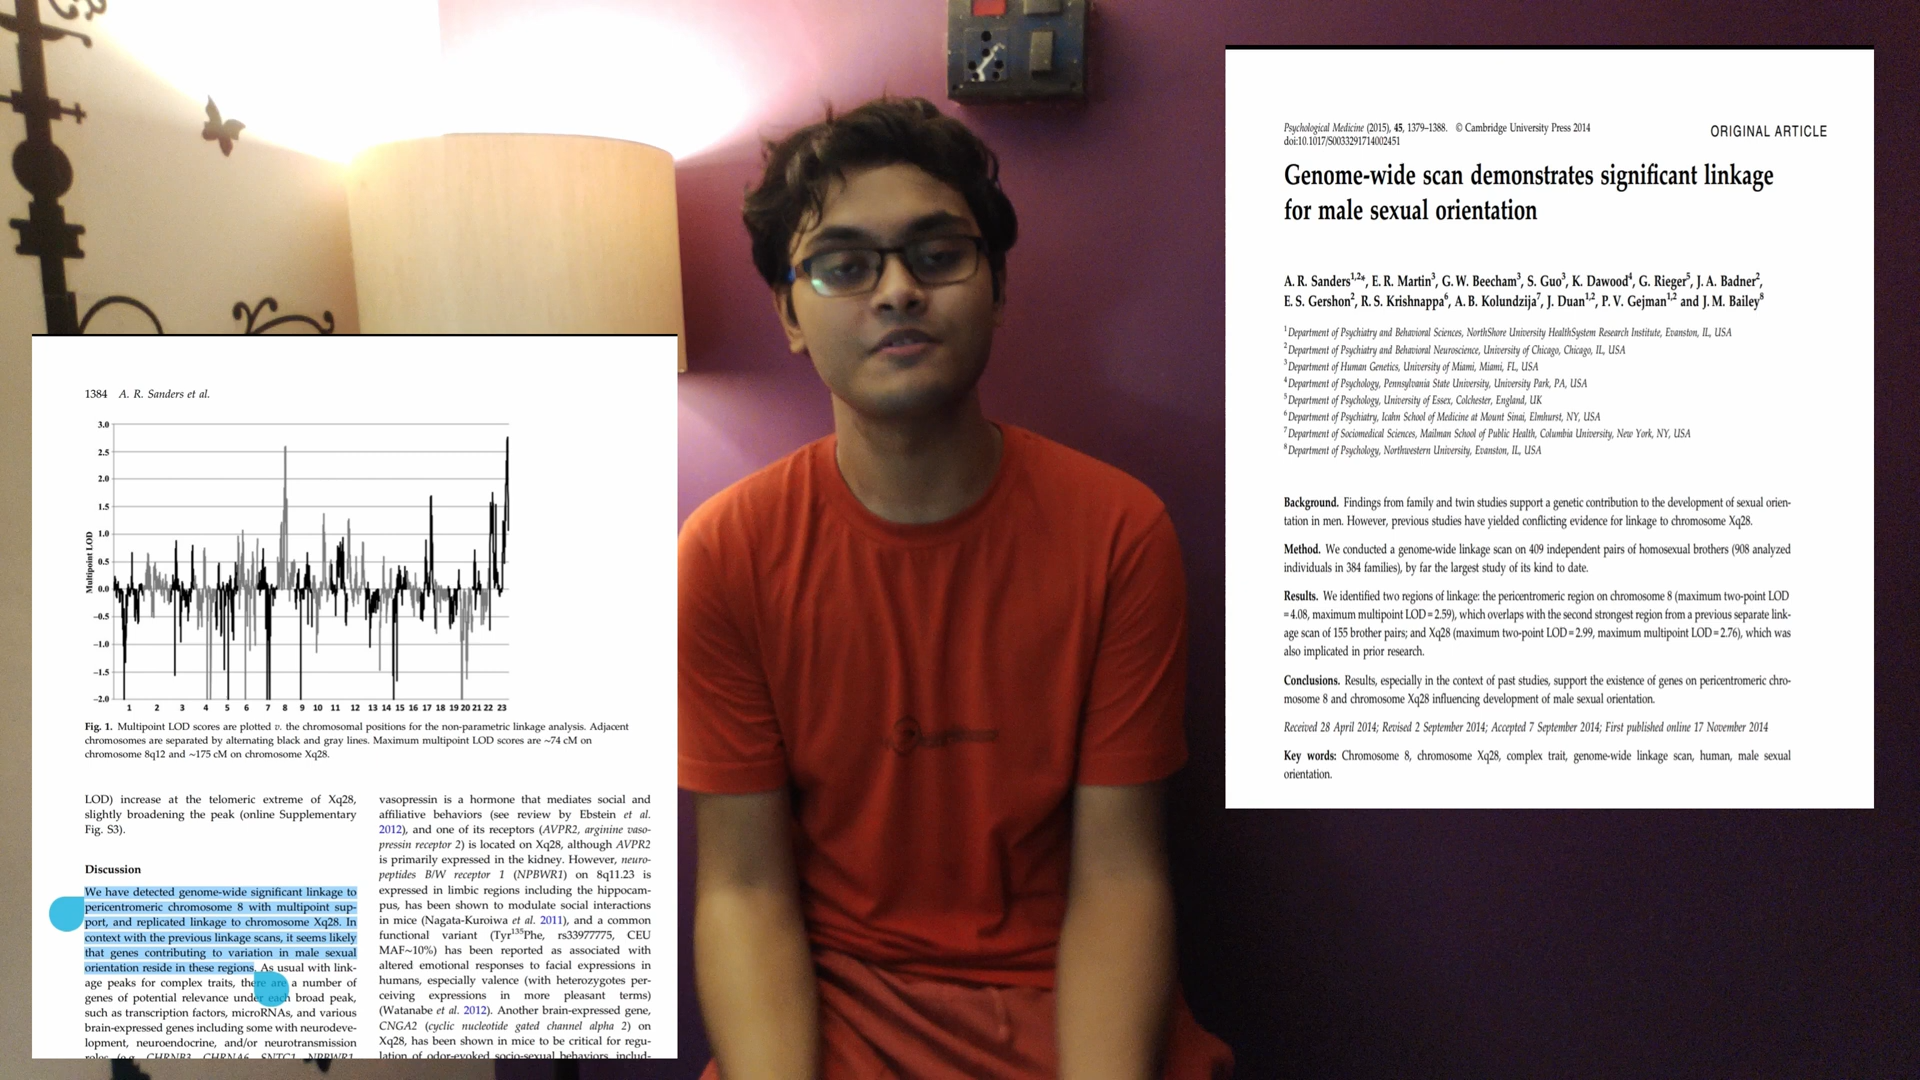 1384 A. R. Sanders et al.
3.0
2.5
2.0
1.5
1.0
0.5
0.0
−0.5
−1.0
−1.5
−2.0
Multipoint LOD
1 2 3 4 5 6 7 8 9 10 11 12 13 14 15 16 17 18 19 20 21 22 23
Fig. 1. Multipoint LOD scores are plotted v. the chromosomal positions for the non-parametric linkage analysis. Adjacent
chromosomes are separated by alternating black and gray lines. Maximum multipoint LOD scores are ~74 cM on
chromosome 8q12 and ~175 cM on chromosome Xq28.
LOD) increase at the telomeric extreme of Xq28,
slightly broadening the peak (online Supplementary
Fig. S3).
Discussion
We have detected genome-wide significant linkage to
pericentromeric chromosome 8 with multipoint sup-
port, and replicated linkage to chromosome Xq28. In
context with the previous linkage scans, it seems likely
that genes contributing to variation in male sexual
orientation reside in these regions. As usual with link-
age peaks for complex traits, there are a number of
genes of potential relevance under each broad peak,
such as transcription factors, microRNAs, and various
brain-expressed genes including some with neurodeve-
lopment, neuroendocrine, and/or neurotransmission
roles (e.g. CHRNB3, CHRNA6, SNTG1, NPBWR1,
vasopressin is a hormone that mediates social and
affiliative behaviors (see review by Ebstein et al.
2012), and one of its receptors (AVPR2, arginine vaso-
pressin receptor 2) is located on Xq28, although AVPR2
is primarily expressed in the kidney. However, neuro-
peptides B/W receptor 1 (NPBWR1) on 8q11.23 is
expressed in limbic regions including the hippocam-
pus, has been shown to modulate social interactions
in mice (Nagata-Kuroiwa et al. 2011), and a common
functional variant (Tyr135Phe, rs33977775, CEU
MAF~10%) has been reported as associated with
altered emotional responses to facial expressions in
humans, especially valence (with heterozygotes per-
ceiving expressions in more pleasant terms)
(Watanabe et al. 2012). Another brain-expressed gene,
CNGA2 (cyclic nucleotide gated channel alpha 2) on
Xq28, has been shown in mice to be critical for regu-
lation of odor-evoked socio-sexual behaviors, includ-
Psychological Medicine (2015), 45, 1379–1388. © Cambridge University Press 2014
doi:10.1017/S0033291714002451
ORIGINAL ARTICLE
Genome-wide scan demonstrates significant linkage
for male sexual orientation
A. R. Sanders1,2*, E. R. Martin3, G. W. Beecham3, S. Guo3, K. Dawood4, G. Rieger5, J. A. Badner2,
E. S. Gershon2, R. S. Krishnappa6, A. B. Kolundzija7, J. Duan1,2, P. V. Gejman1,2 and J. M. Bailey8
1 Department of Psychiatry and Behavioral Sciences, NorthShore University HealthSystem Research Institute, Evanston, IL, USA
2 Department of Psychiatry and Behavioral Neuroscience, University of Chicago, Chicago, IL, USA
3 Department of Human Genetics, University of Miami, Miami, FL, USA
4 Department of Psychology, Pennsylvania State University, University Park, PA, USA
5 Department of Psychology, University of Essex, Colchester, England, UK
6 Department of Psychiatry, Icahn School of Medicine at Mount Sinai, Elmhurst, NY, USA
7 Department of Sociomedical Sciences, Mailman School of Public Health, Columbia University, New York, NY, USA
8 Department of Psychology, Northwestern University, Evanston, IL, USA
Background. Findings from family and twin studies support a genetic contribution to the development of sexual orien-
tation in men. However, previous studies have yielded conflicting evidence for linkage to chromosome Xq28.
Method. We conducted a genome-wide linkage scan on 409 independent pairs of homosexual brothers (908 analyzed
individuals in 384 families), by far the largest study of its kind to date.
Results. We identified two regions of linkage: the pericentromeric region on chromosome 8 (maximum two-point LOD
=4.08, maximum multipoint LOD=2.59), which overlaps with the second strongest region from a previous separate link-
age scan of 155 brother pairs; and Xq28 (maximum two-point LOD=2.99, maximum multipoint LOD=2.76), which was
also implicated in prior research.
Conclusions. Results, especially in the context of past studies, support the existence of genes on pericentromeric chro-
mosome 8 and chromosome Xq28 influencing development of male sexual orientation.
Received 28 April 2014; Revised 2 September 2014; Accepted 7 September 2014; First published online 17 November 2014
Key words: Chromosome 8, chromosome Xq28, complex trait, genome-wide linkage scan, human, male sexual
orientation.